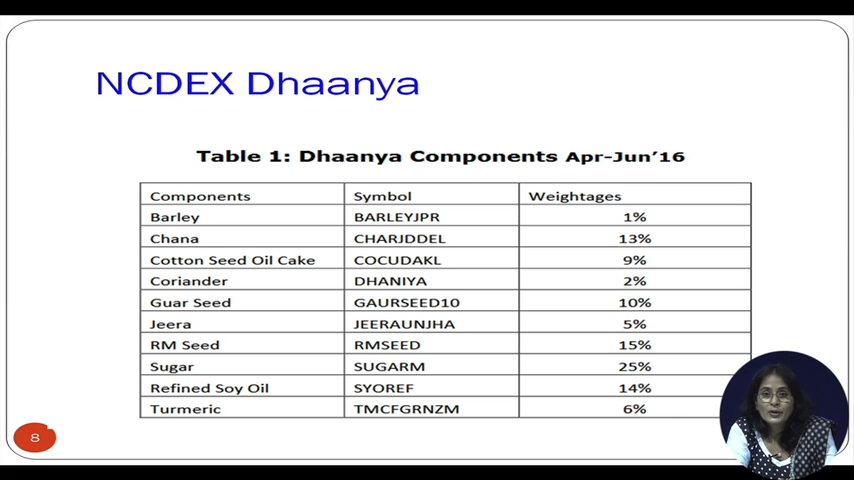 NCDEX Dhaanya
Table 1: Dhaanya Components Apr-Jun’16
Components Symbol Weightages
Barley BARLEYJPR 1%
Chana CHARJDDEL 13%
Cotton Seed Oil Cake COCUDAKL 9%
Coriander DHANIYA 2%
Guar Seed GAURSEED10 10%
Jeera JEERAUNJHA 5%
RM Seed RMSEED 15%
Sugar SUGARM 25%
Refined Soy Oil SYOREF 14%
Turmeric TMCFGRNZM 6%
8